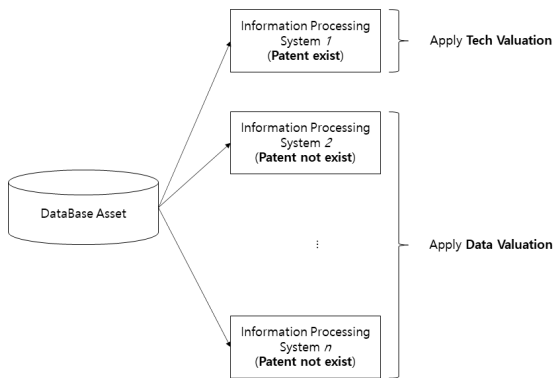 Information Processing
System 1
(Patent exist)
Apply Tech Valuation
Information Processing
System 2
(Patent not exist)
DataBase Asset
⋮
Apply Data Valuation
Information Processing
System n
(Patent not exist)